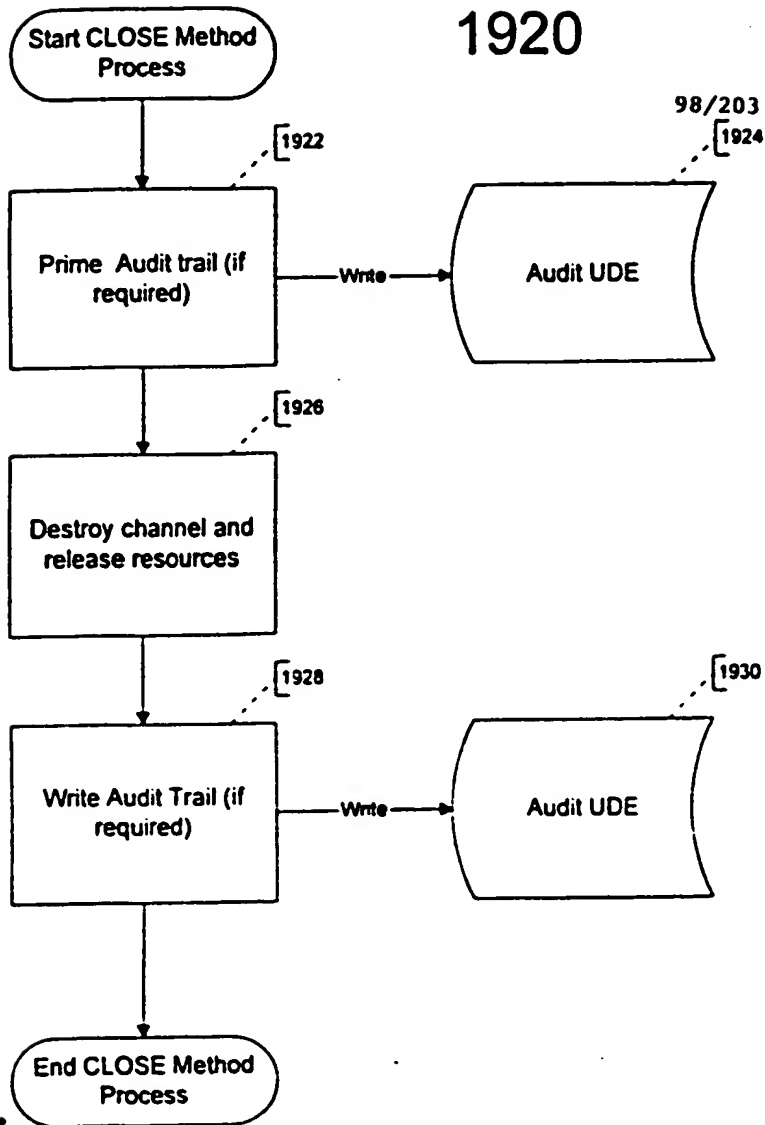 1920
Start CLOSE Method
Process
98/203
1922
1924
Prime Audit trail (if
required)
Write
Audit UDE
1926
Destroy channel and
release resources
1928
1930
Write Audit Trail (if
required)
Write
Audit UDE
End CLOSE Method
Process